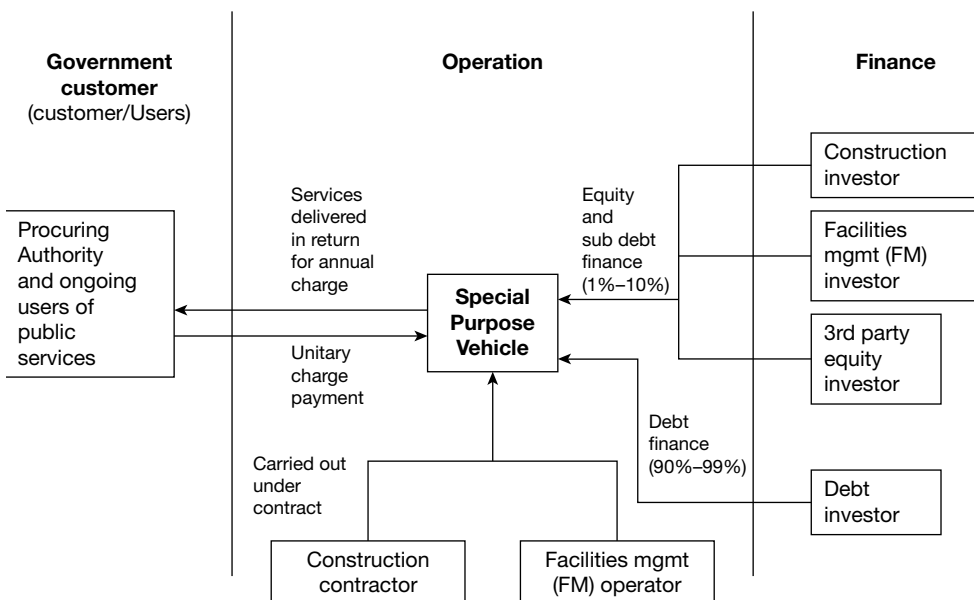 Government
customer
(customer/Users)
Operation
Finance
Procuring
Authority
and ongoing
users of
public
services
Services
delivered
in return
for annual
charge
Unitary
charge
payment
Special
Purpose
Vehicle
Equity
and
sub debt
finance
(1%–10%)
Debt
finance
(90%–99%)
Carried out
under
contract
Construction
contractor
Facilities mgmt
(FM) operator
Construction
investor
Facilities
mgmt (FM)
investor
3rd party
equity
investor
Debt
investor